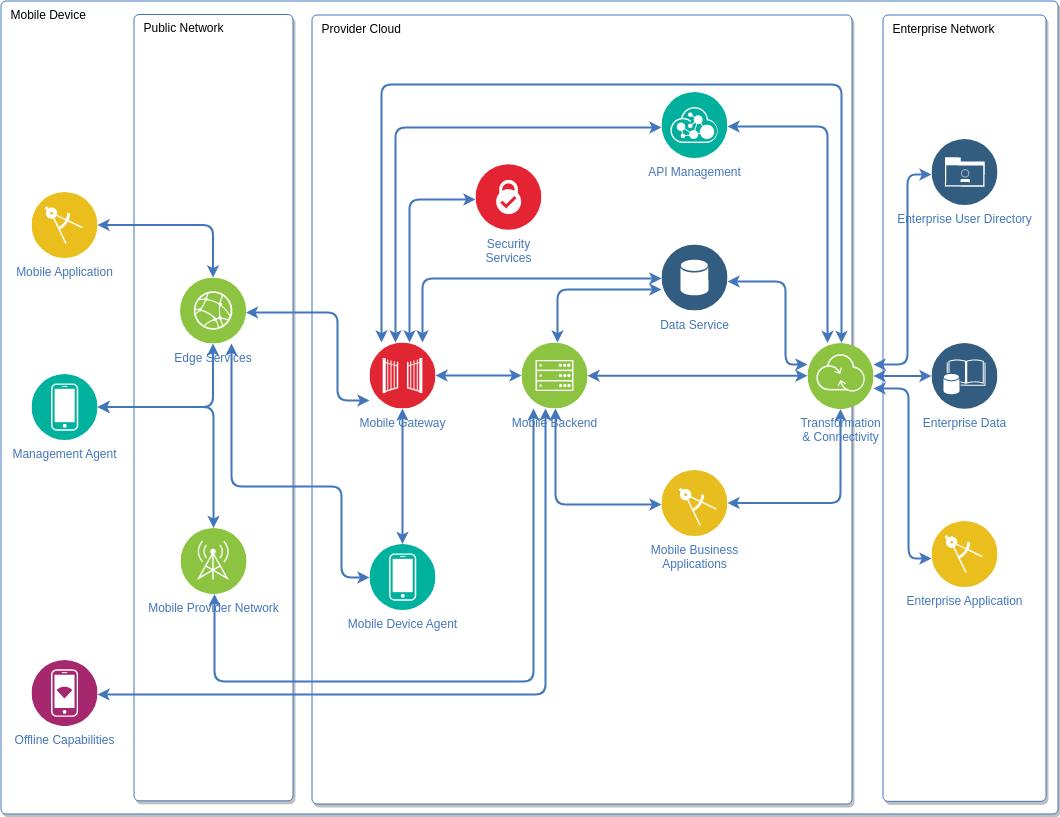 Mobile Device
Public Network
Provider Cloud
Enterprise Network
API Management
Enterprise User Directory
Security
Services
Mobile Application
Data Service
Edge Services
Mobile Gateway
Mobile Backend
Transformation
& Connectivity
Enterprise Data
Management Agent
Mobile Business
Applications
Mobile Provider Network
Mobile Device Agent
Enterprise Application
Offline Capabilities